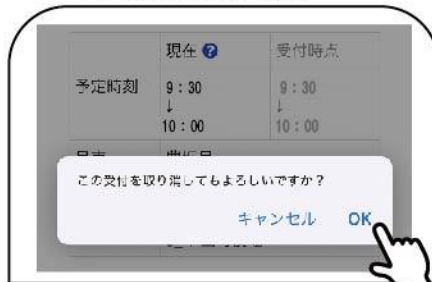 現在 ? 受付時点
予定時刻 9：30 9：30
↓ ↓
10：00 10：00
この受付を取り消してもよろしいですか？
キャンセル OK